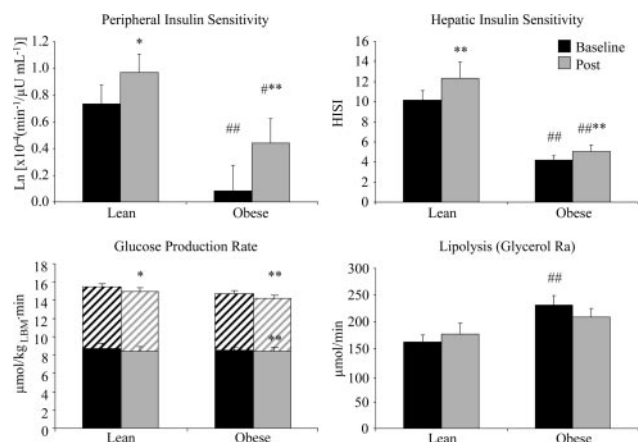 Peripheral Insulin Sensitivity
Ln [x10⁻⁴(min⁻¹/µU mL⁻¹)]
1.2
1.0
0.8
0.6
0.4
0.2
0.0
*
##
#**
Lean
Obese
Hepatic Insulin Sensitivity
HISI
16
14
12
10
8
6
4
2
0
**
##
##**
Baseline
Post
Lean
Obese
Glucose Production Rate
µmol/kg LBM·min
18
16
14
12
10
8
6
4
2
0
*
**
**
Lean
Obese
Lipolysis (Glycerol Ra)
µmol/min
300
250
200
150
100
50
0
##
Lean
Obese